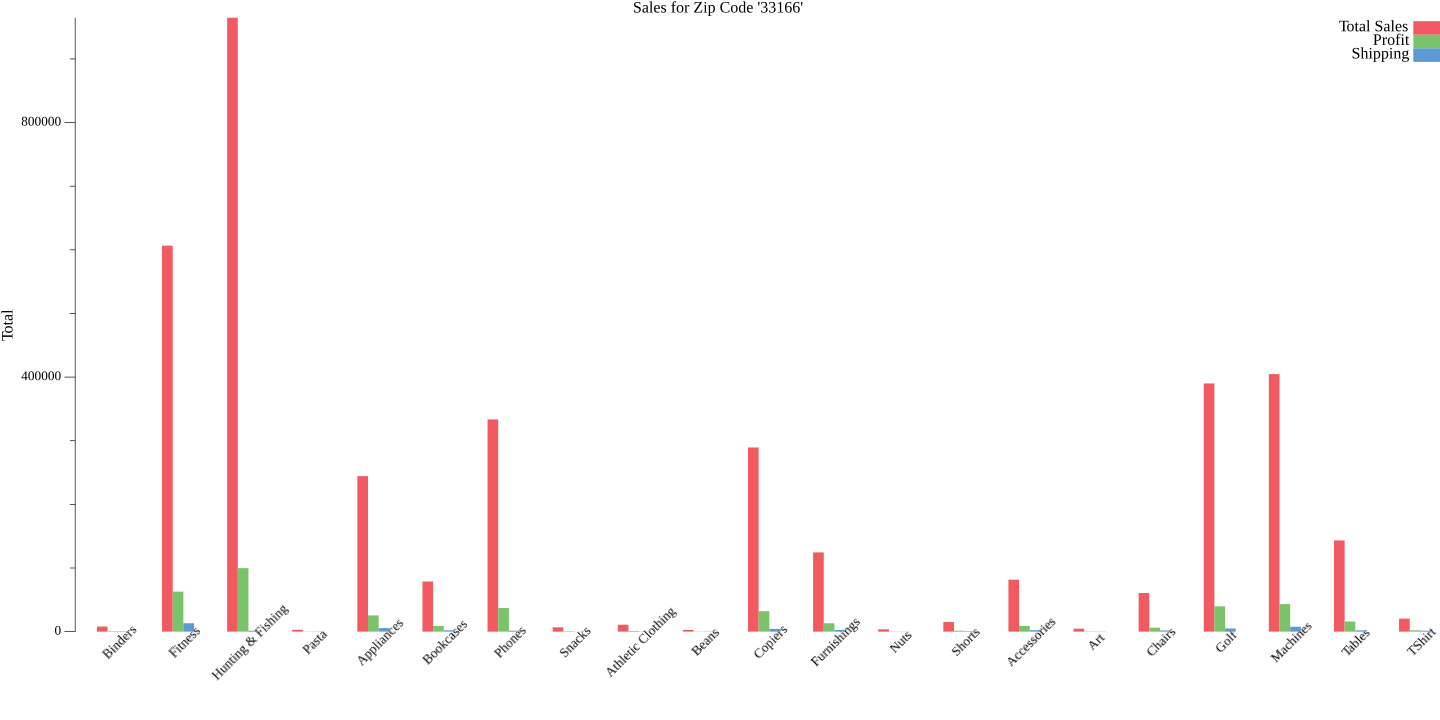 Sales for Zip Code '33166'
Total Sales
Profit
Shipping
Total
800000
400000
0
Binders
Fitness
Hunting & Fishing
Pasta
Appliances
Bookcases
Phones
Snacks
Athletic Clothing
Beans
Copiers
Furnishings
Nuts
Shorts
Accessories
Art
Chairs
Golf
Machines
Tables
TShirt